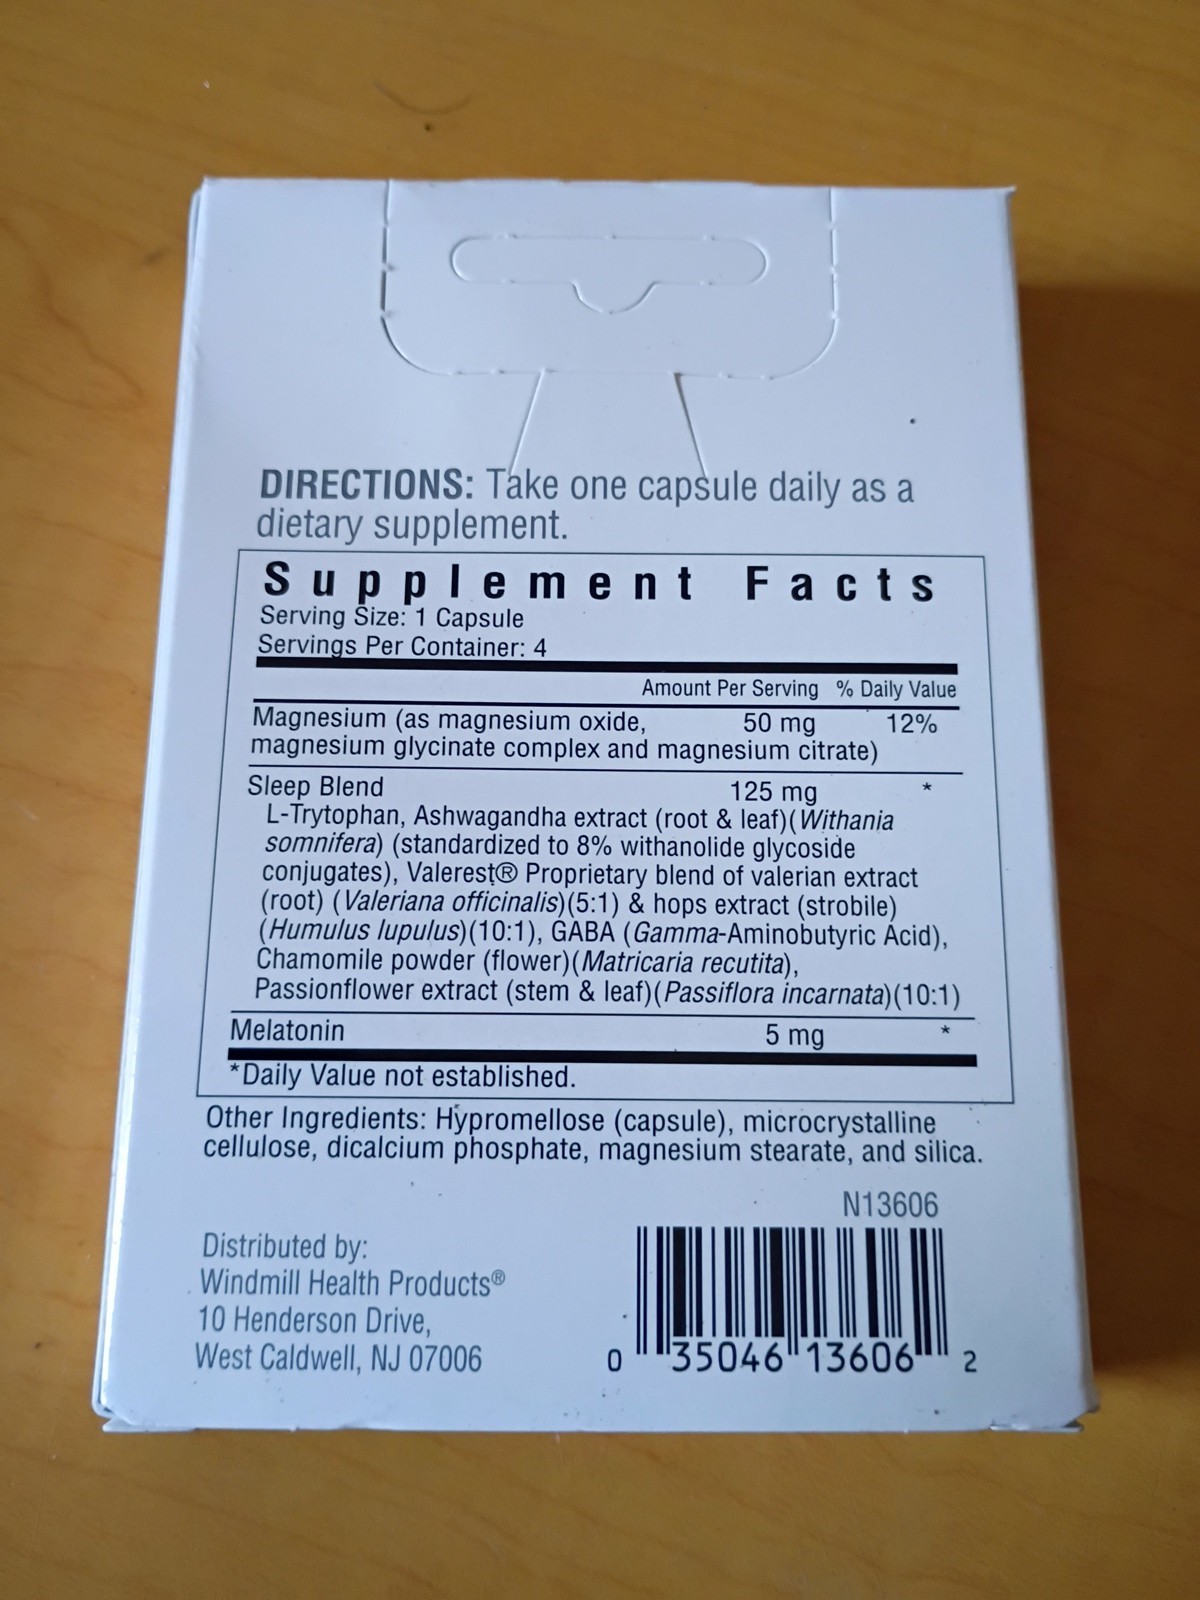 DIRECTIONS: Take one capsule daily as a
dietary supplement.
Supplement Facts
Serving Size: 1 Capsule
Servings Per Container: 4
Amount Per Serving % Daily Value
Magnesium (as magnesium oxide, 50 mg 12%
magnesium glycinate complex and magnesium citrate)
Sleep Blend 125 mg *
L-Trytophan, Ashwagandha extract (root & leaf)(Withania
somnifera) (standardized to 8% withanolide glycoside
conjugates), Valerest® Proprietary blend of valerian extract
(root) (Valeriana officinalis)(5:1) & hops extract (strobile)
(Humulus lupulus)(10:1), GABA (Gamma-Aminobutyric Acid),
Chamomile powder (flower)(Matricaria recutita),
Passionflower extract (stem & leaf)(Passiflora incarnata)(10:1)
Melatonin 5 mg *
*Daily Value not established.
Other Ingredients: Hypromellose (capsule), microcrystalline
cellulose, dicalcium phosphate, magnesium stearate, and silica.
N13606
Distributed by:
Windmill Health Products®
10 Henderson Drive,
West Caldwell, NJ 07006
0 35046 13606 2